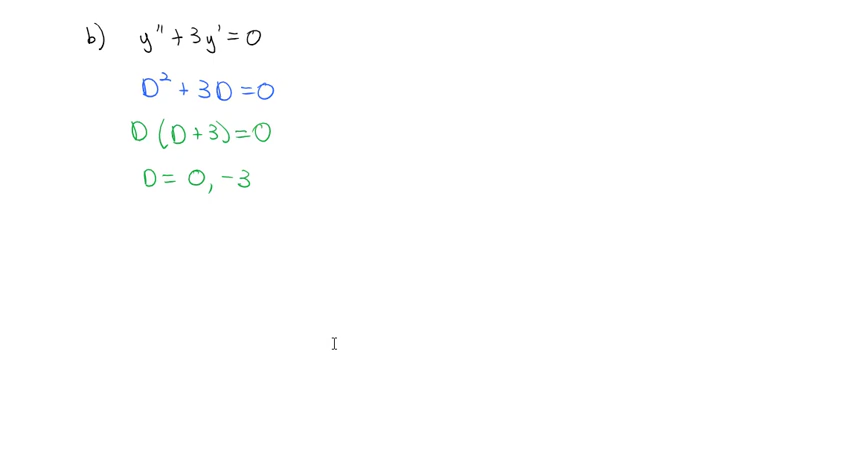 b) y'' + 3y' = 0
D² + 3D = 0
D (D + 3) = 0
D = 0, -3